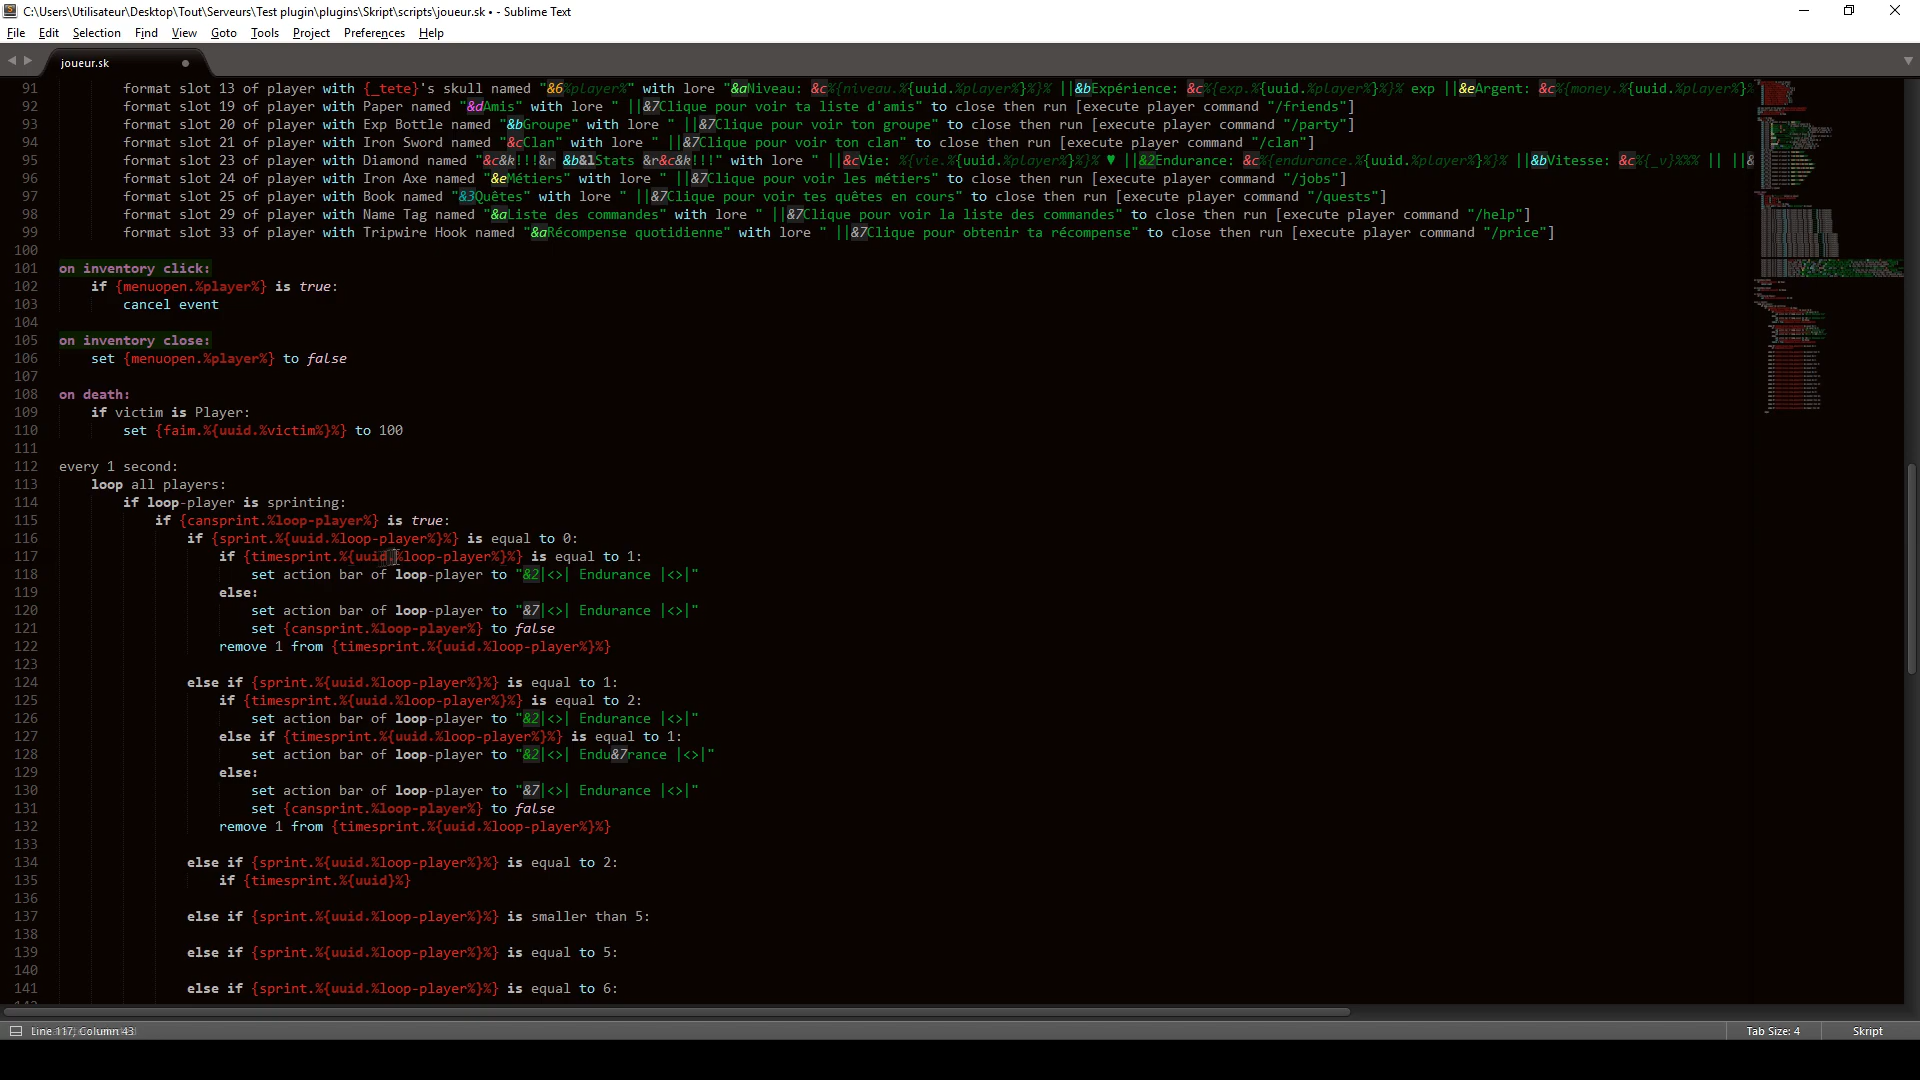 C:\Users\Utilisateur\Desktop\Tout\Serveurs\Test plugin\plugins\Skript\scripts\joueur.sk • - Sublime Text
File Edit Selection Find View Goto Tools Project Preferences Help
joueur.sk
91 format slot 13 of player with {_tete}'s skull named "&6%player%" with lore "&aNiveau: &c%{niveau.%{uuid.%player%}%}% ||&bExpérience: &c%{exp.%{uuid.%player%}%}% exp ||&eArgent: &c%{money.%{uuid.%player%}%
92 format slot 19 of player with Paper named "&dAmis" with lore " ||&7Clique pour voir ta liste d'amis" to close then run [execute player command "/friends"]
93 format slot 20 of player with Exp Bottle named "&bGroupe" with lore " ||&7Clique pour voir ton groupe" to close then run [execute player command "/party"]
94 format slot 21 of player with Iron Sword named "&cClan" with lore " ||&7Clique pour voir ton clan" to close then run [execute player command "/clan"]
95 format slot 23 of player with Diamond named "&c&k!!!&r &b&lStats &r&c&k!!!" with lore " ||&cVie: %{vie.%{uuid.%player%}%}% ♥ ||&2Endurance: &c%{endurance.%{uuid.%player%}%}% ||&bVitesse: &c%{_v}%%% || ||&
96 format slot 24 of player with Iron Axe named "&eMétiers" with lore " ||&7Clique pour voir les métiers" to close then run [execute player command "/jobs"]
97 format slot 25 of player with Book named "&3Quêtes" with lore " ||&7Clique pour voir tes quêtes en cours" to close then run [execute player command "/quests"]
98 format slot 29 of player with Name Tag named "&aListe des commandes" with lore " ||&7Clique pour voir la liste des commandes" to close then run [execute player command "/help"]
99 format slot 33 of player with Tripwire Hook named "&aRécompense quotidienne" with lore " ||&7Clique pour obtenir ta récompense" to close then run [execute player command "/price"]
100
101 on inventory click:
102 if {menuopen.%player%} is true:
103 cancel event
104
105 on inventory close:
106 set {menuopen.%player%} to false
107
108 on death:
109 if victim is Player:
110 set {faim.%{uuid.%victim%}%} to 100
111
112 every 1 second:
113 loop all players:
114 if loop-player is sprinting:
115 if {cansprint.%loop-player%} is true:
116 if {sprint.%{uuid.%loop-player%}%} is equal to 0:
117 if {timesprint.%{uuid.%loop-player%}%} is equal to 1:
118 set action bar of loop-player to "&2|<>| Endurance |<>|"
119 else:
120 set action bar of loop-player to "&7|<>| Endurance |<>|"
121 set {cansprint.%loop-player%} to false
122 remove 1 from {timesprint.%{uuid.%loop-player%}%}
123
124 else if {sprint.%{uuid.%loop-player%}%} is equal to 1:
125 if {timesprint.%{uuid.%loop-player%}%} is equal to 2:
126 set action bar of loop-player to "&2|<>| Endurance |<>|"
127 else if {timesprint.%{uuid.%loop-player%}%} is equal to 1:
128 set action bar of loop-player to "&2|<>| Endu&7rance |<>|"
129 else:
130 set action bar of loop-player to "&7|<>| Endurance |<>|"
131 set {cansprint.%loop-player%} to false
132 remove 1 from {timesprint.%{uuid.%loop-player%}%}
133
134 else if {sprint.%{uuid.%loop-player%}%} is equal to 2:
135 if {timesprint.%{uuid}%}
136
137 else if {sprint.%{uuid.%loop-player%}%} is smaller than 5:
138
139 else if {sprint.%{uuid.%loop-player%}%} is equal to 5:
140
141 else if {sprint.%{uuid.%loop-player%}%} is equal to 6:
Line 117, Column 43 Tab Size: 4 Skript